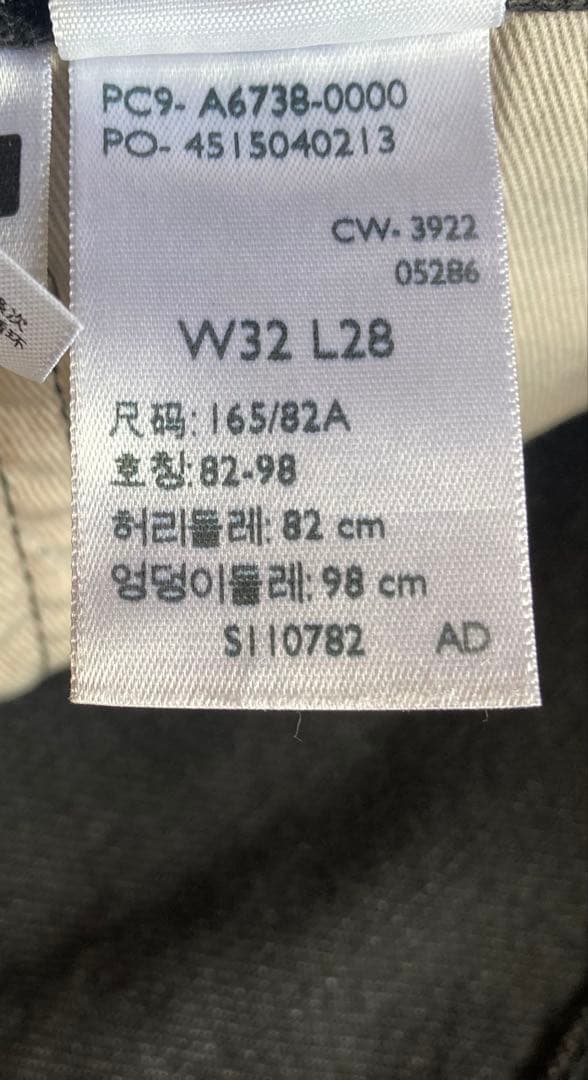 PC9- A6738-0000
PO- 4515040213
CW- 3922
05286
W32 L28
尺码: 165/82A
호칭: 82-98
허리둘레: 82 cm
엉덩이둘레: 98 cm
S110782 AD